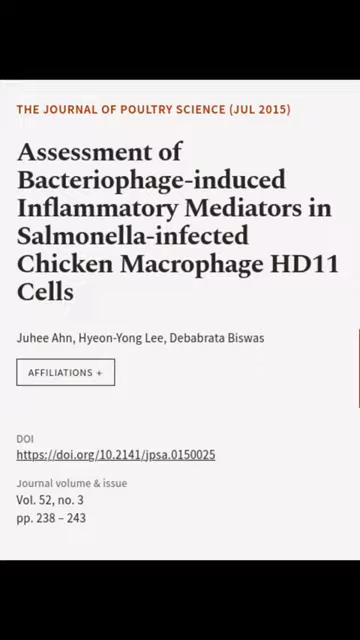 THE JOURNAL OF POULTRY SCIENCE (JUL 2015)
Assessment of
Bacteriophage-induced
Inflammatory Mediators in
Salmonella-infected
Chicken Macrophage HD11
Cells
Juhee Ahn, Hyeon-Yong Lee, Debabrata Biswas
AFFILIATIONS +
DOI
https://doi.org/10.2141/jpsa.0150025
Journal volume & issue
Vol. 52, no. 3
pp. 238 – 243